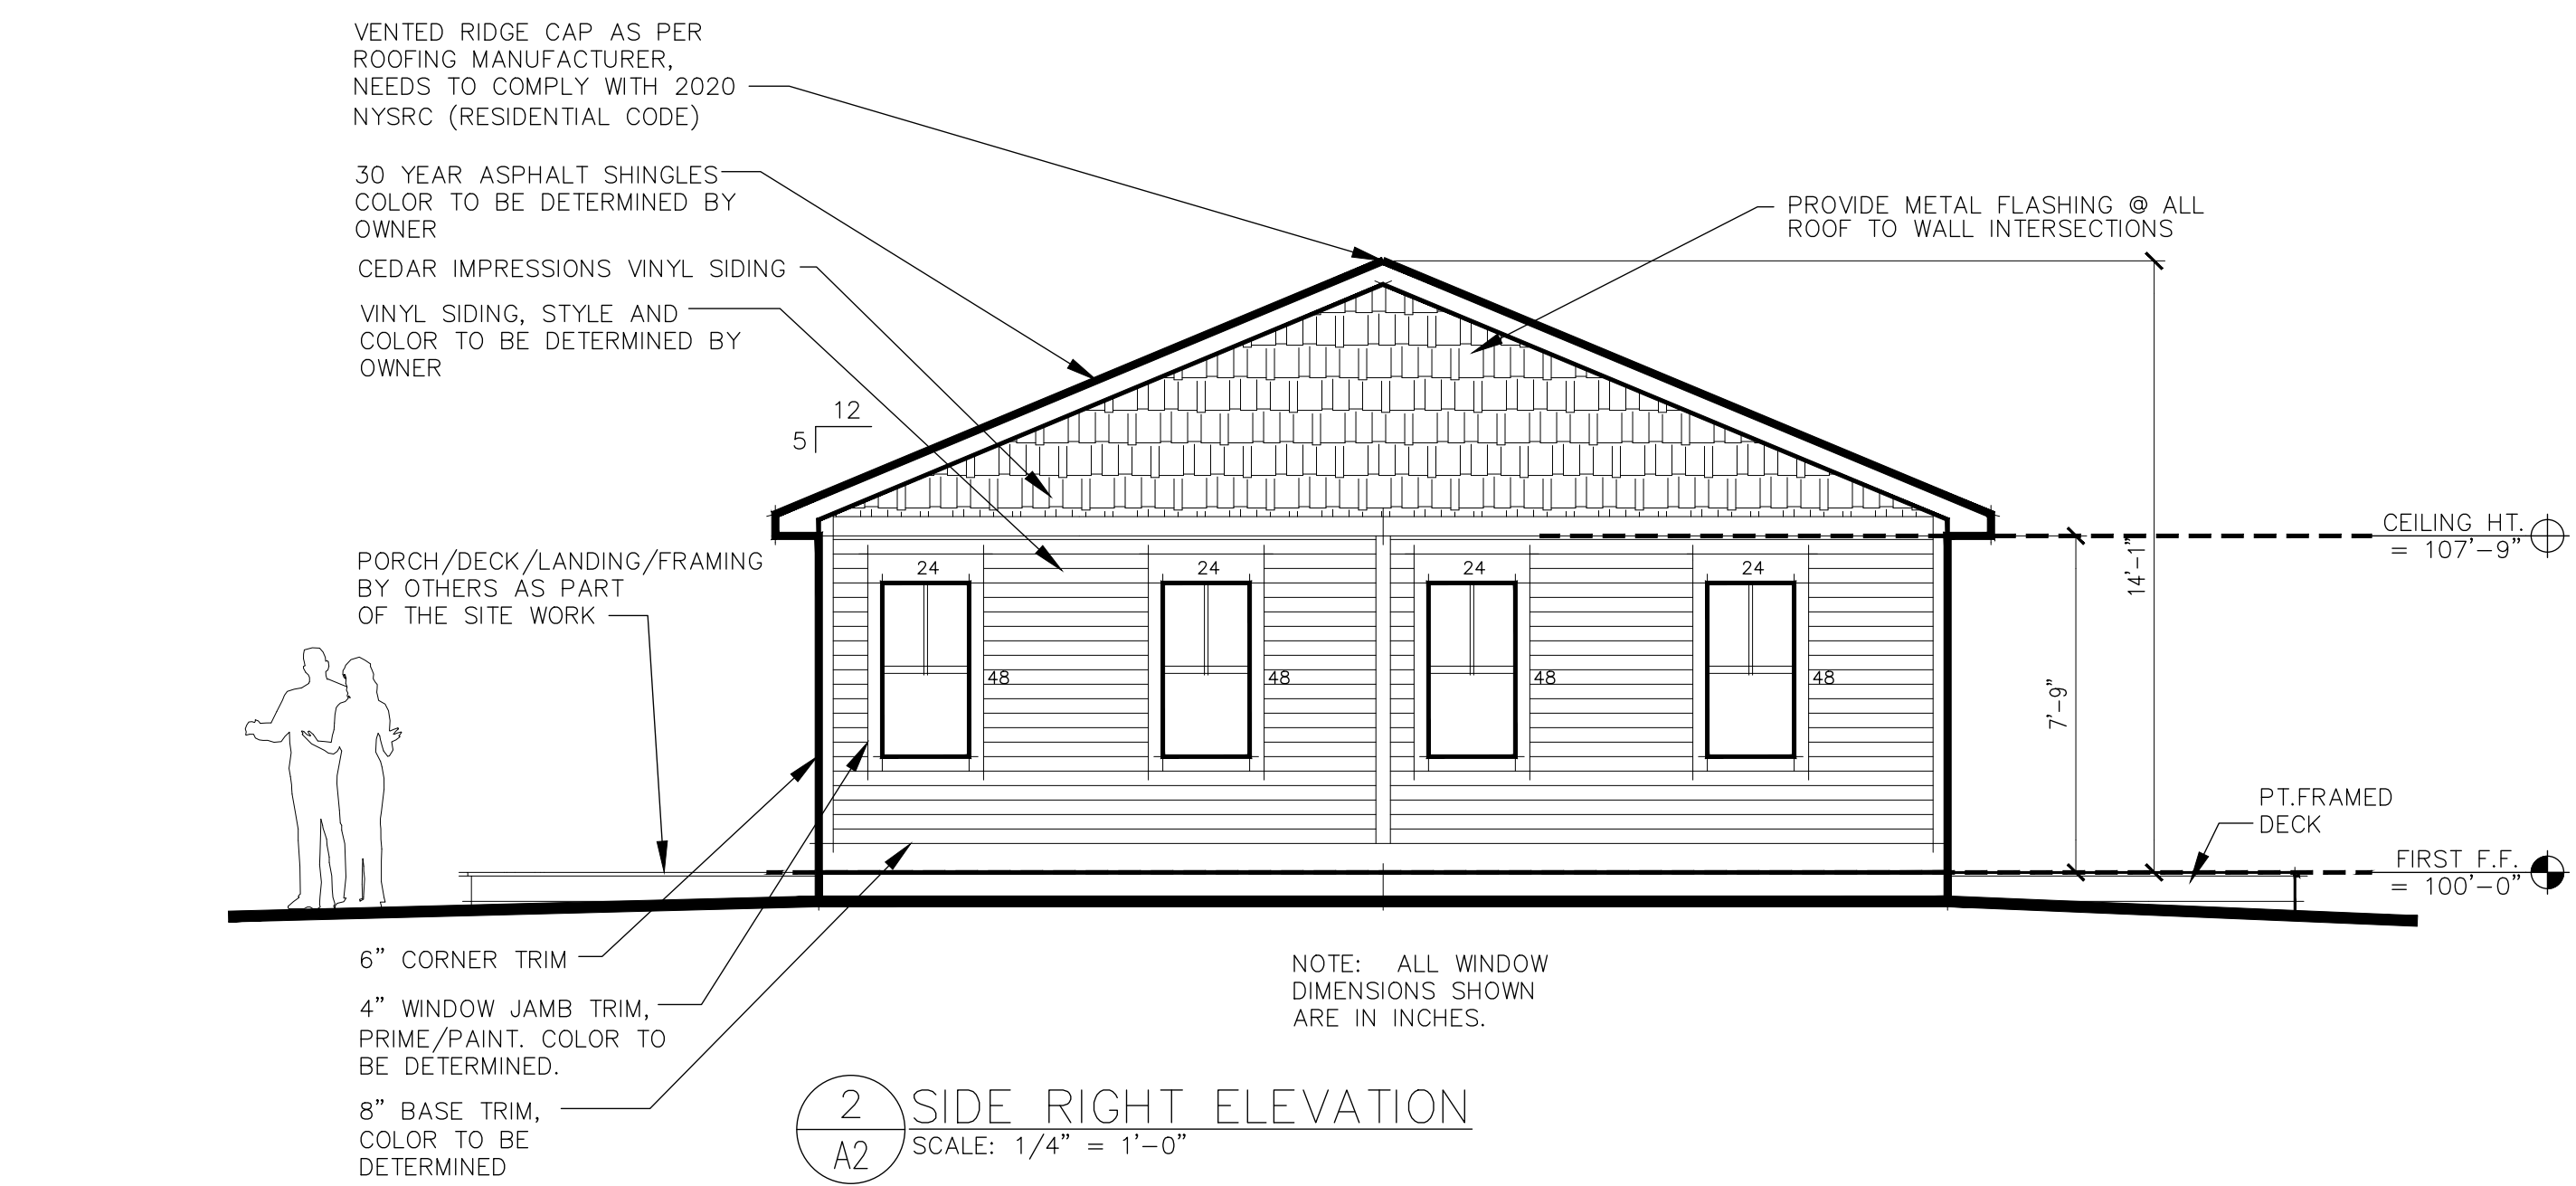 VENTED RIDGE CAP AS PER
ROOFING MANUFACTURER,
NEEDS TO COMPLY WITH 2020
NYSRC (RESIDENTIAL CODE)
30 YEAR ASPHALT SHINGLES
COLOR TO BE DETERMINED BY
OWNER
CEDAR IMPRESSIONS VINYL SIDING
VINYL SIDING, STYLE AND
COLOR TO BE DETERMINED BY
OWNER
PROVIDE METAL FLASHING @ ALL
ROOF TO WALL INTERSECTIONS
12
5
PORCH/DECK/LANDING/FRAMING
BY OTHERS AS PART
OF THE SITE WORK
24
24
24
24
48
48
48
48
CEILING HT.
= 107'-9"
14'-1"
7'-9"
PT.FRAMED
DECK
FIRST F.F.
= 100'-0"
6" CORNER TRIM
4" WINDOW JAMB TRIM,
PRIME/PAINT. COLOR TO
BE DETERMINED.
8" BASE TRIM,
COLOR TO BE
DETERMINED
NOTE: ALL WINDOW
DIMENSIONS SHOWN
ARE IN INCHES.
2
A2
SIDE RIGHT ELEVATION
SCALE: 1/4" = 1'-0"